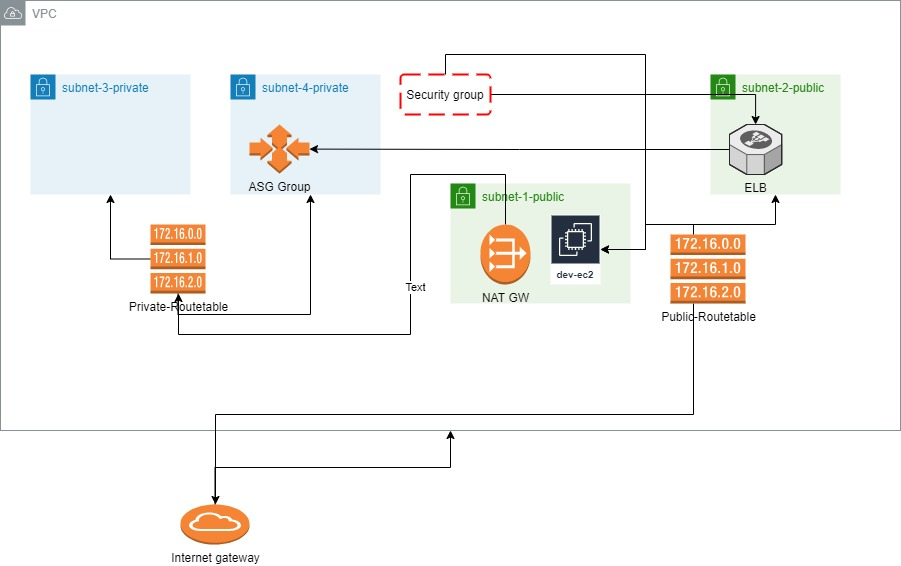 VPC
subnet-3-private
subnet-4-private
Security group
subnet-2-public
ASG Group
ELB
subnet-1-public
172.16.0.0
172.16.1.0
172.16.2.0
Private-Routetable
Text
NAT GW
dev-ec2
172.16.0.0
172.16.1.0
172.16.2.0
Public-Routetable
Internet gateway